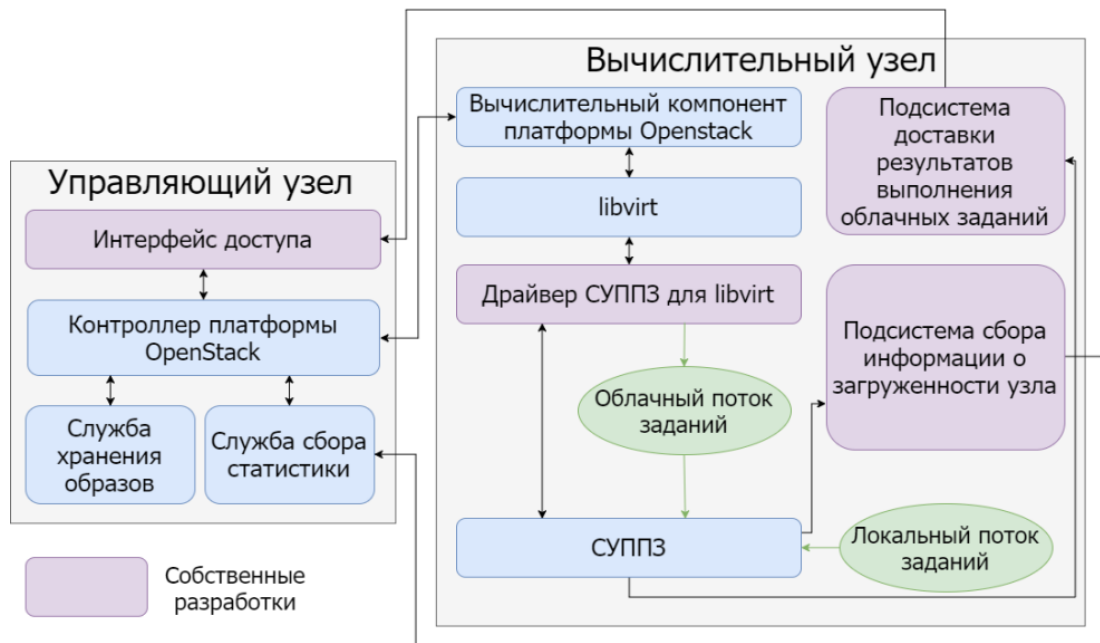 Вычислительный узел
Вычислительный компонент
платформы Openstack
Подсистема
доставки
результатов
выполнения
облачных заданий
Управляющий узел
libvirt
Интерфейс доступа
Драйвер СУППЗ для libvirt
Контроллер платформы
OpenStack
Подсистема сбора
информации о
загруженности узла
Облачный поток
заданий
Служба
хранения
образов
Служба сбора
статистики
СУППЗ
Локальный поток
заданий
Собственные
разработки